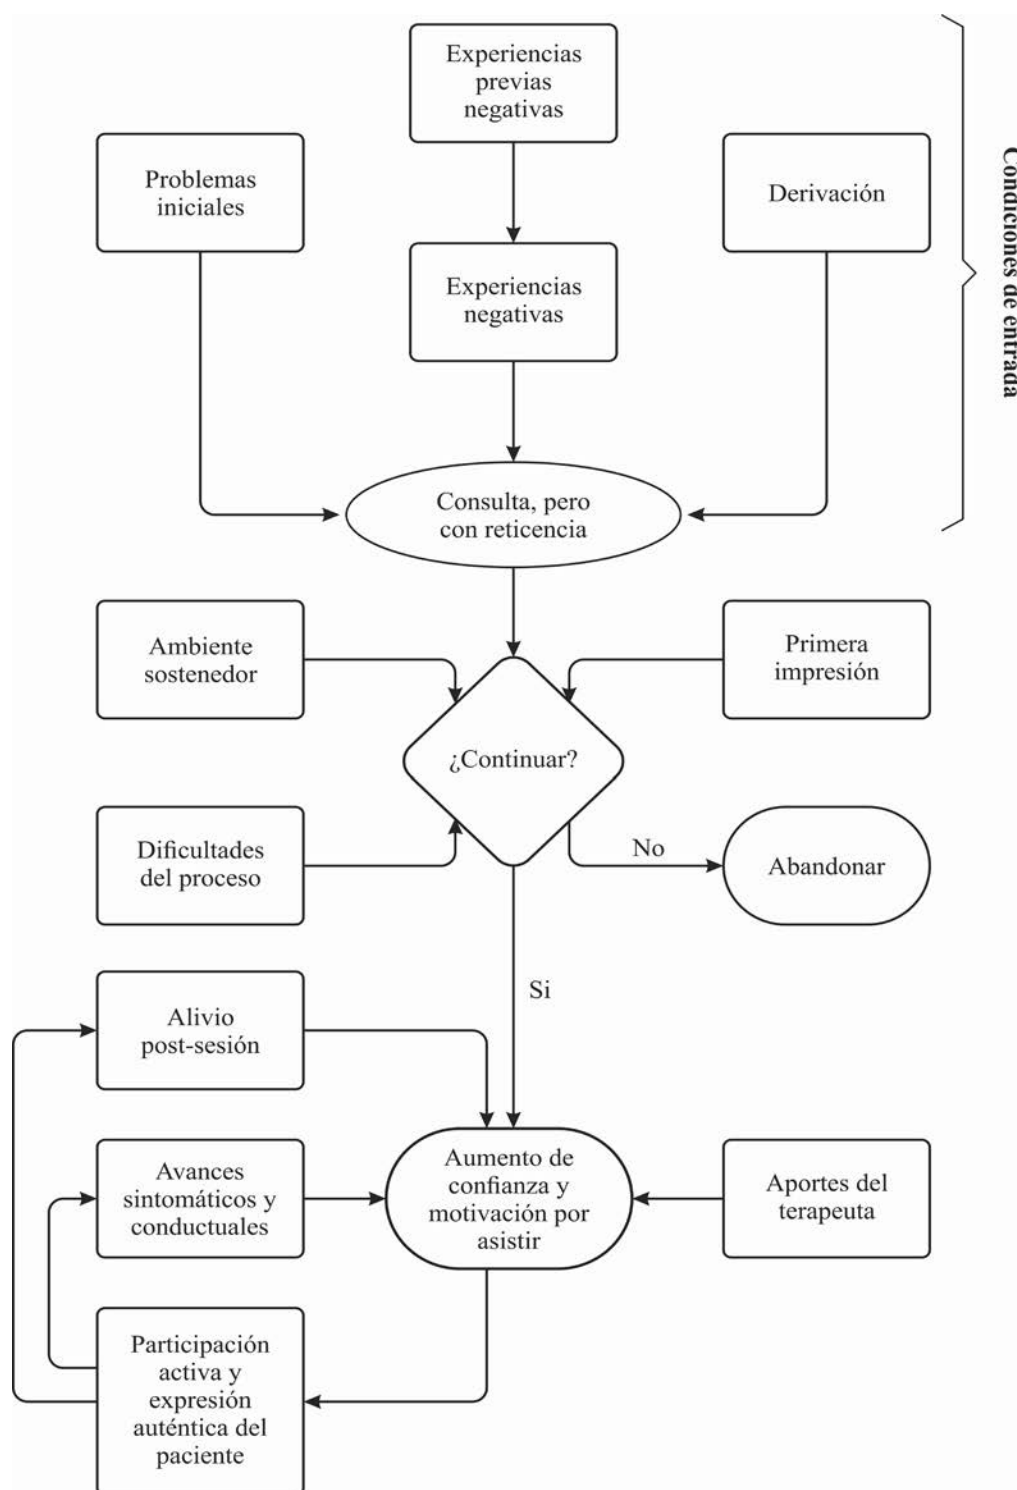 Experiencias
previas
negativas
Problemas
iniciales
Derivación
Condiciones de entrada
Experiencias
negativas
Consulta, pero
con reticencia
Ambiente
sostenedor
Primera
impresión
¿Continuar?
Dificultades
del proceso
No
Abandonar
Si
Alivio
post-sesión
Avances
sintomáticos y
conductuales
Aumento de
confianza y
motivación por
asistir
Aportes del
terapeuta
Participación
activa y
expresión
auténtica del
paciente